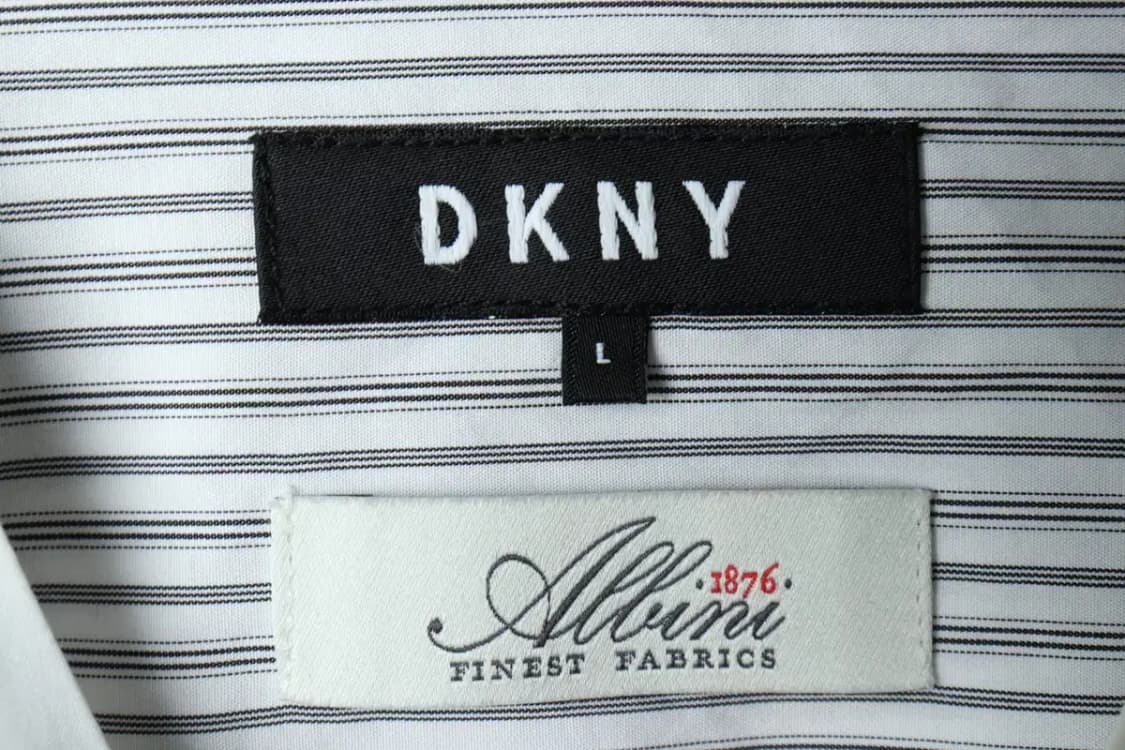 DKNY
L
·1876·
Albini
FINEST FABRICS